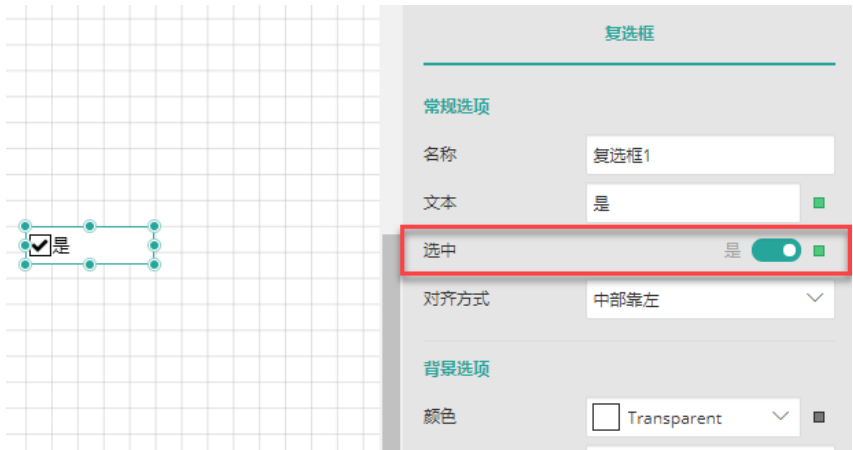 复选框
常规选项
名称 复选框1
文本 是
是
选中 是
对齐方式 中部靠左
背景选项
颜色 Transparent